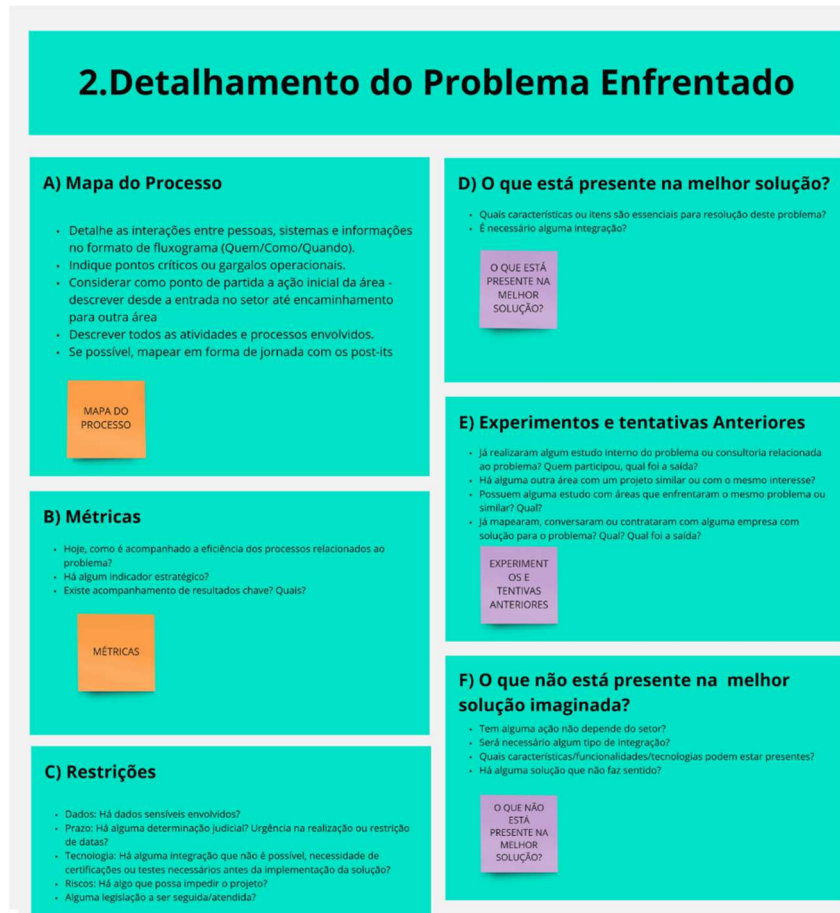 2.Detalhamento do Problema Enfrentado
A) Mapa do Processo
• Detalhe as interações entre pessoas, sistemas e informações
no formato de fluxograma (Quem/Como/Quando).
• Indique pontos críticos ou gargalos operacionais.
• Considerar como ponto de partida a ação inicial da área -
descrever desde a entrada no setor até encaminhamento
para outra área
• Descrever todos as atividades e processos envolvidos.
• Se possível, mapear em forma de jornada com os post-its
MAPA DO
PROCESSO
B) Métricas
• Hoje, como é acompanhado a eficiência dos processos relacionados ao
problema?
• Há algum indicador estratégico?
• Existe acompanhamento de resultados chave? Quais?
MÉTRICAS
C) Restrições
• Dados: Há dados sensíveis envolvidos?
• Prazo: Há alguma determinação judicial? Urgência na realização ou restrição
de datas?
• Tecnologia: Há alguma integração que não é possível, necessidade de
certificações ou testes necessários antes da implementação da solução?
• Riscos: Há algo que possa impedir o projeto?
• Alguma legislação a ser seguida/atendida?
D) O que está presente na melhor solução?
• Quais características ou itens são essenciais para resolução deste problema?
• É necessário alguma integração?
O QUE ESTÁ
PRESENTE NA
MELHOR
SOLUÇÃO?
E) Experimentos e tentativas Anteriores
• Já realizaram algum estudo interno do problema ou consultoria relacionada
ao problema? Quem participou, qual foi a saída?
• Há alguma outra área com um projeto similar ou com o mesmo interesse?
• Possuem alguma estudo com áreas que enfrentaram o mesmo problema ou
similar? Qual?
• Já mapearam, conversaram ou contrataram com alguma empresa com
solução para o problema? Qual? Qual foi a saída?
EXPERIMENT
OS E
TENTIVAS
ANTERIORES
F) O que não está presente na melhor
solução imaginada?
• Tem alguma ação não depende do setor?
• Será necessário algum tipo de integração?
• Quais características/funcionalidades/tecnologias podem estar presentes?
• Há alguma solução que não faz sentido?
O QUE NÃO
ESTÁ
PRESENTE NA
MELHOR
SOLUÇÃO?